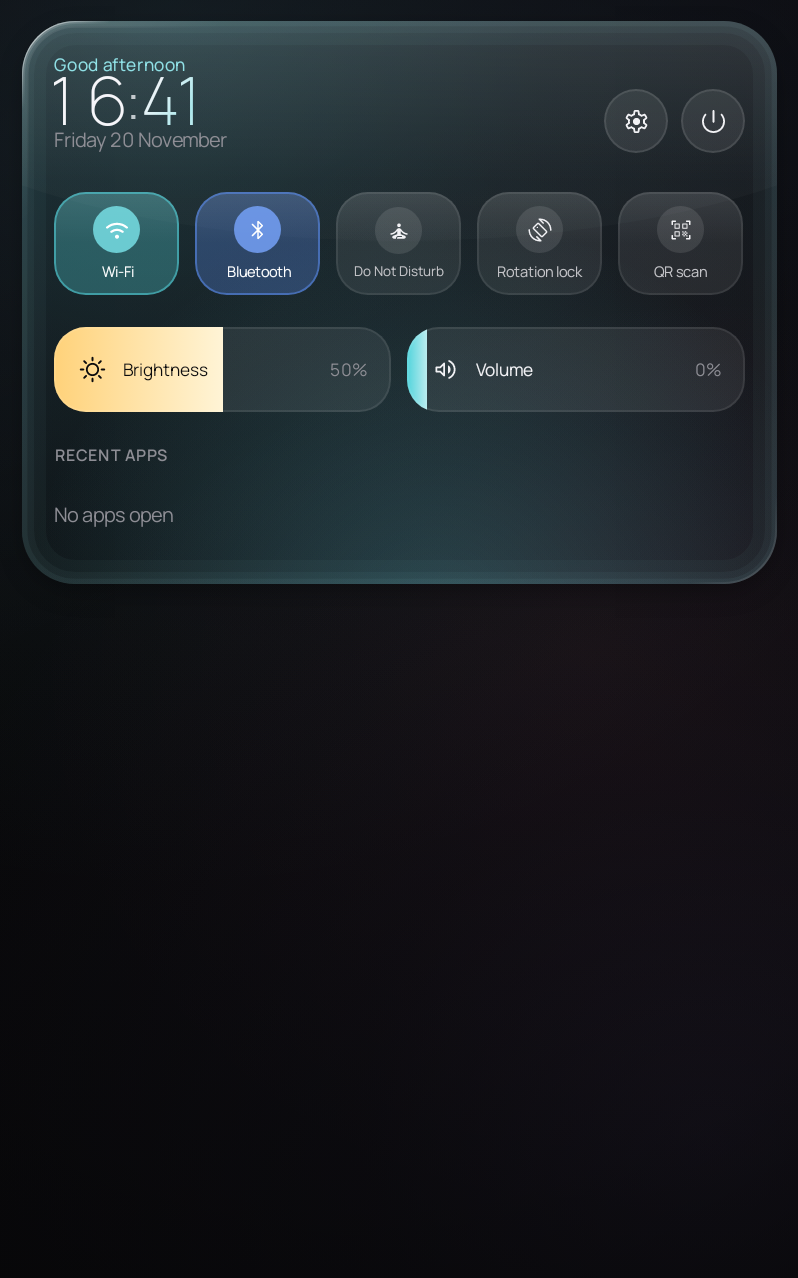 Good afternoon
16:41
Friday 20 November
Wi-Fi
Bluetooth
Do Not Disturb
Rotation lock
QR scan
Brightness
50%
Volume
0%
RECENT APPS
No apps open